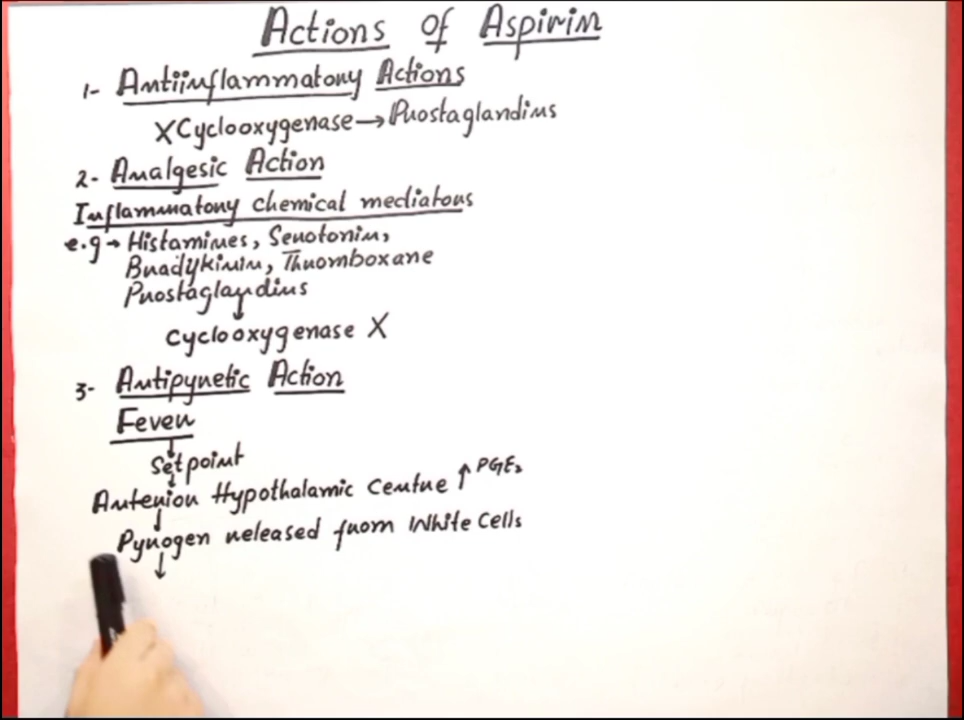 Actions of Aspirin
1- Antiinflammatory Actions
X Cyclooxygenase → Prostaglandins
2- Analgesic Action
Inflammatory chemical mediators
e.g → Histamines, Serotonin,
Bradykinin, Thromboxane
Prostaglandins
↓
Cyclooxygenase X
3- Antipyretic Action
Fever
↓
Set point
↓
Anterior Hypothalamic Centre ↑ PGE₂
↓
Pyrogen released from White Cells
↓